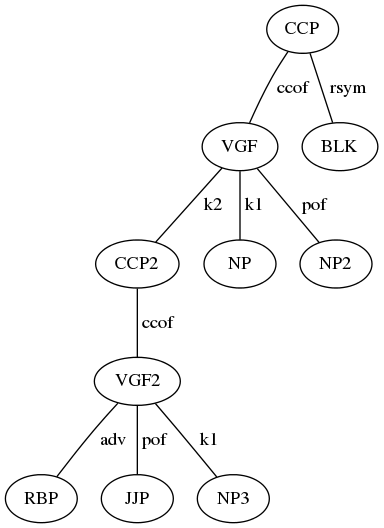 CCP
ccof rsym
VGF BLK
k2 k1 pof
CCP2 NP NP2
ccof
VGF2
adv pof k1
RBP JJP NP3